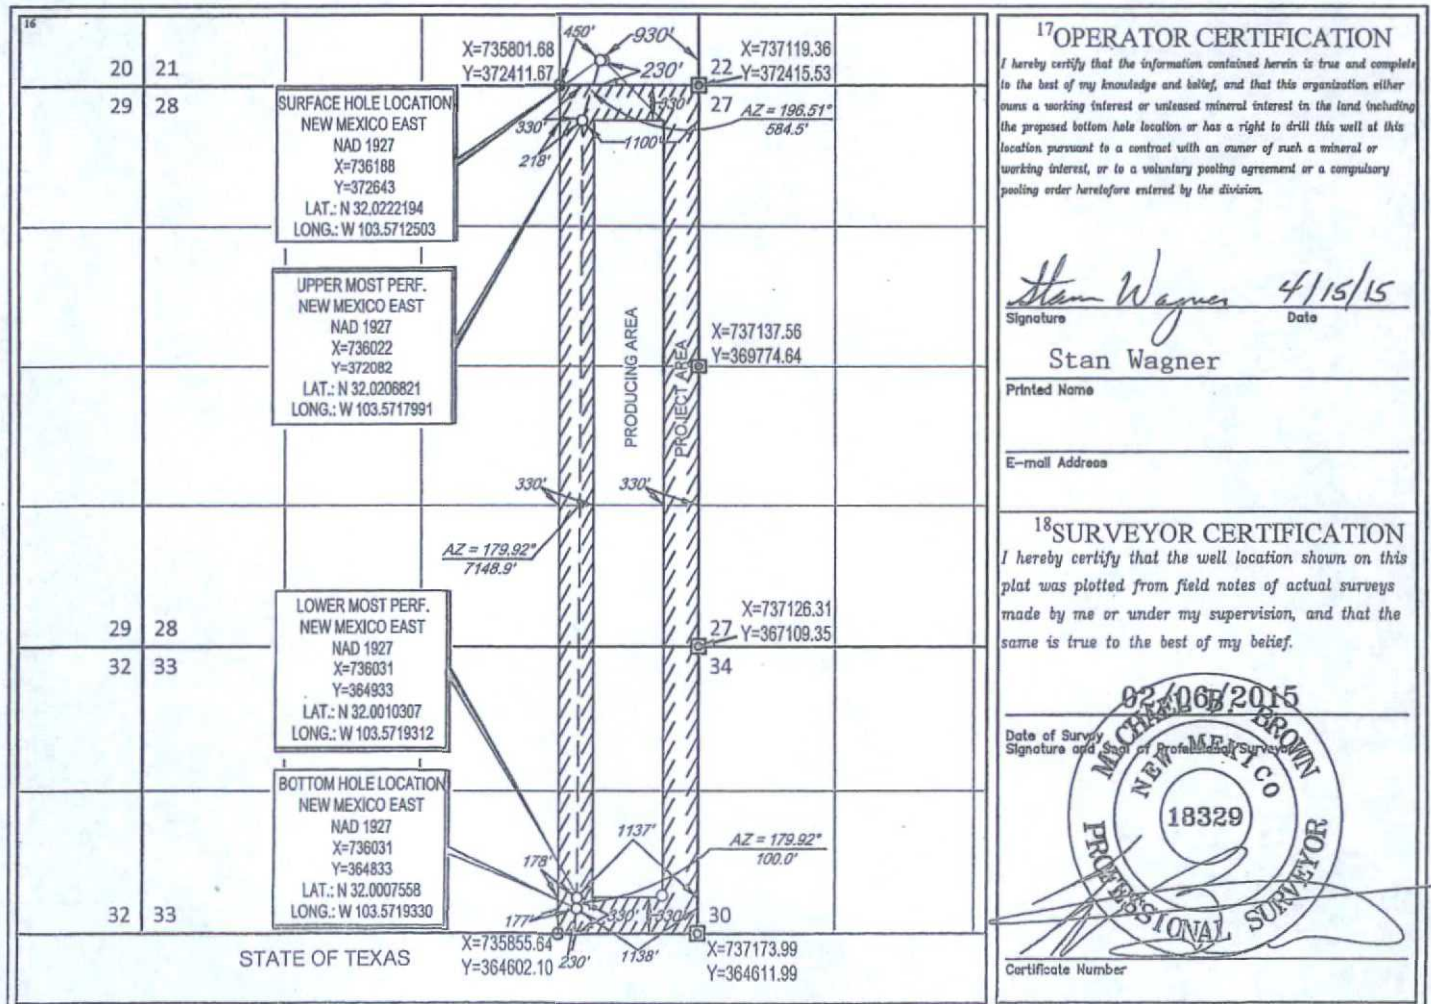 16
20 21
29 28
X=735801.68
Y=372411.67
450'
930'
230'
X=737119.36
Y=372415.53
22
27
330'
AZ = 196.51°
584.5'
330'
218'
1100'
SURFACE HOLE LOCATION
NEW MEXICO EAST
NAD 1927
X=736188
Y=372643
LAT.: N 32.0222194
LONG.: W 103.5712503
UPPER MOST PERF.
NEW MEXICO EAST
NAD 1927
X=736022
Y=372082
LAT.: N 32.0206821
LONG.: W 103.5717991
PRODUCING AREA
PROJECT AREA
X=737137.56
Y=369774.64
330'
330'
AZ = 179.92°
7148.9'
LOWER MOST PERF.
NEW MEXICO EAST
NAD 1927
X=736031
Y=364933
LAT.: N 32.0010307
LONG.: W 103.5719312
29 28
32 33
X=737126.31
Y=367109.35
27
34
BOTTOM HOLE LOCATION
NEW MEXICO EAST
NAD 1927
X=736031
Y=364833
LAT.: N 32.0007558
LONG.: W 103.5719330
1137'
AZ = 179.92°
100.0'
178'
177'
330'
330'
32 33
30
X=735855.64
Y=364602.10
230'
1138'
X=737173.99
Y=364611.99
STATE OF TEXAS
17 OPERATOR CERTIFICATION
I hereby certify that the information contained herein is true and complete
to the best of my knowledge and belief, and that this organization either
owns a working interest or unleased mineral interest in the land including
the proposed bottom hole location or has a right to drill this well at this
location pursuant to a contract with an owner of such a mineral or
working interest, or to a voluntary pooling agreement or a compulsory
pooling order heretofore entered by the division.
Stan Wagner 4/15/15
Signature Date
Stan Wagner
Printed Name
E-mail Address
18 SURVEYOR CERTIFICATION
I hereby certify that the well location shown on this
plat was plotted from field notes of actual surveys
made by me or under my supervision, and that the
same is true to the best of my belief.
02/06/2015
Date of Survey
Signature and Seal of Professional Surveyor
MICHAEL B. BROWN
NEW MEXICO
18329
PROFESSIONAL SURVEYOR
Certificate Number